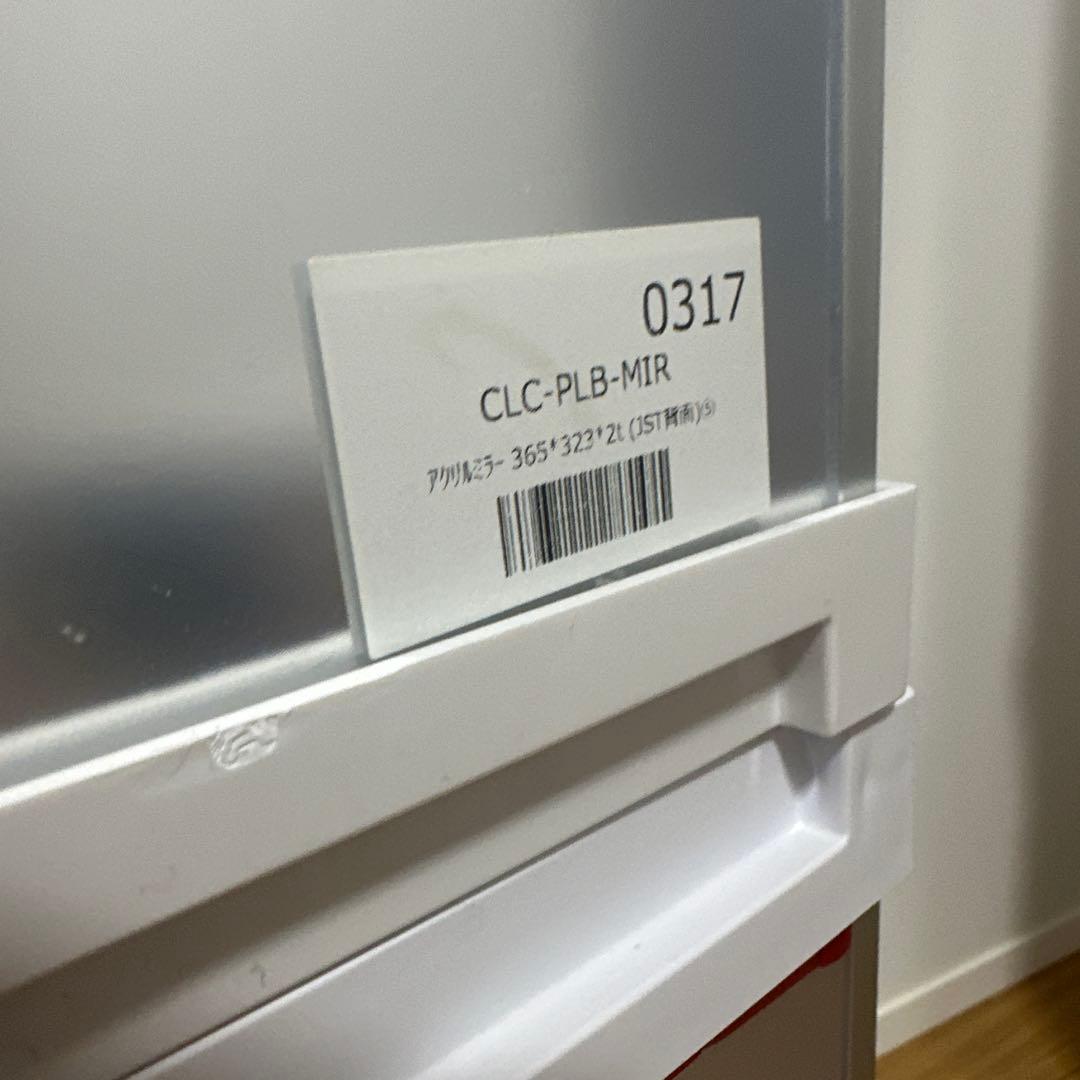 0317
CLC-PLB-MIR
ｱｸﾘﾙﾐﾗｰ 365*323*2t (JST背面)⑤